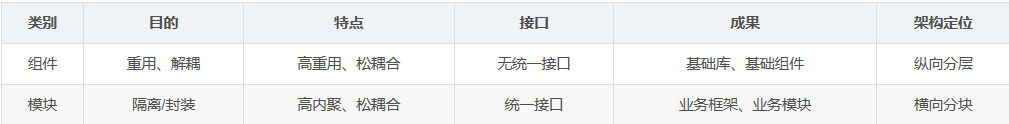 类别 目的 特点 接口 成果 架构定位
组件 重用、解耦 高重用、松耦合 无统一接口 基础库、基础组件 纵向分层
模块 隔离/封装 高内聚、松耦合 统一接口 业务框架、业务模块 横向分块